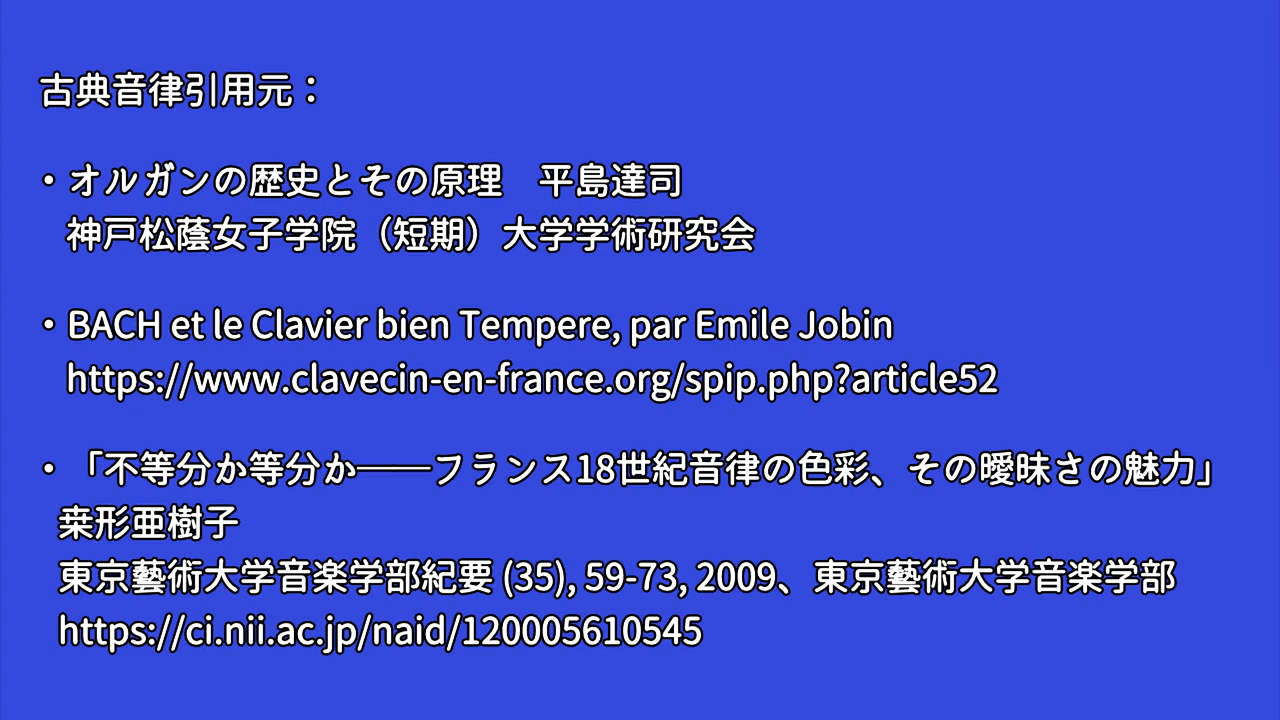 古典音律引用元：
・オルガンの歴史とその原理　平島達司
神戸松蔭女子学院（短期）大学学術研究会
・BACH et le Clavier bien Tempere, par Emile Jobin
https://www.clavecin-en-france.org/spip.php?article52
・「不等分か等分か──フランス18世紀音律の色彩、その曖昧さの魅力」
桒形亜樹子
東京藝術大学音楽学部紀要 (35), 59-73, 2009、東京藝術大学音楽学部
https://ci.nii.ac.jp/naid/120005610545